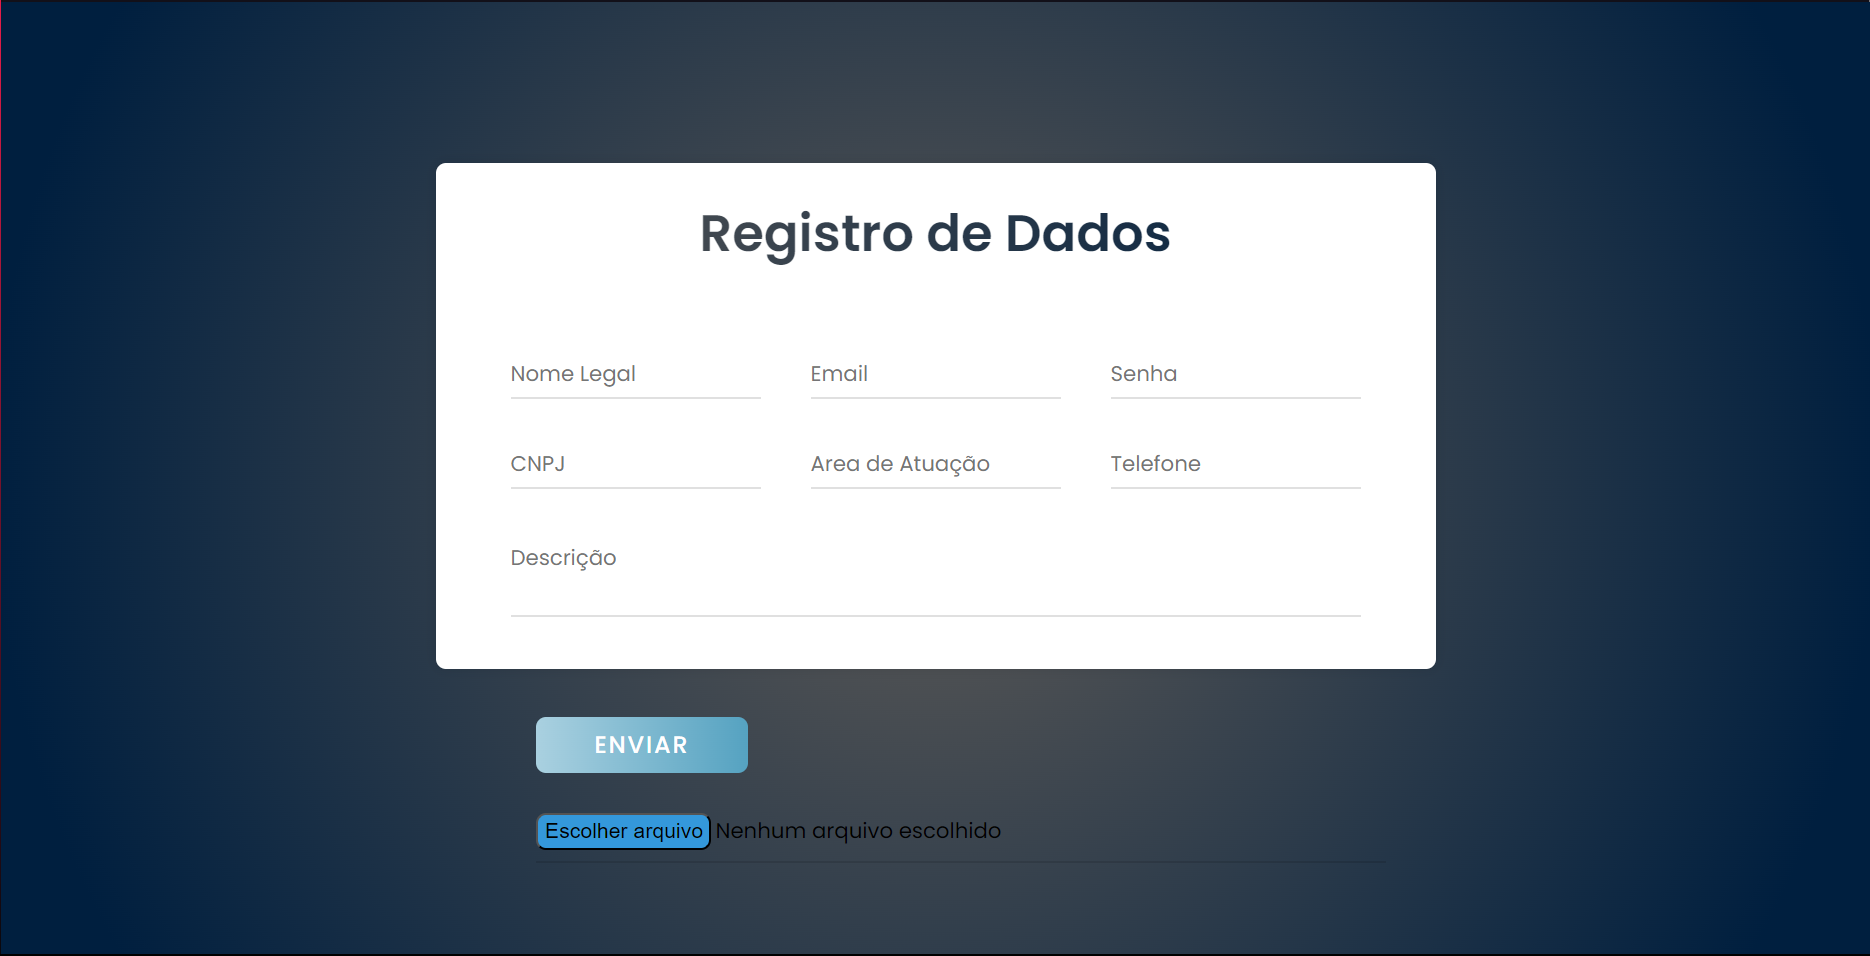 Registro de Dados
Nome Legal Email Senha
CNPJ Area de Atuação Telefone
Descrição
ENVIAR
Escolher arquivo Nenhum arquivo escolhido